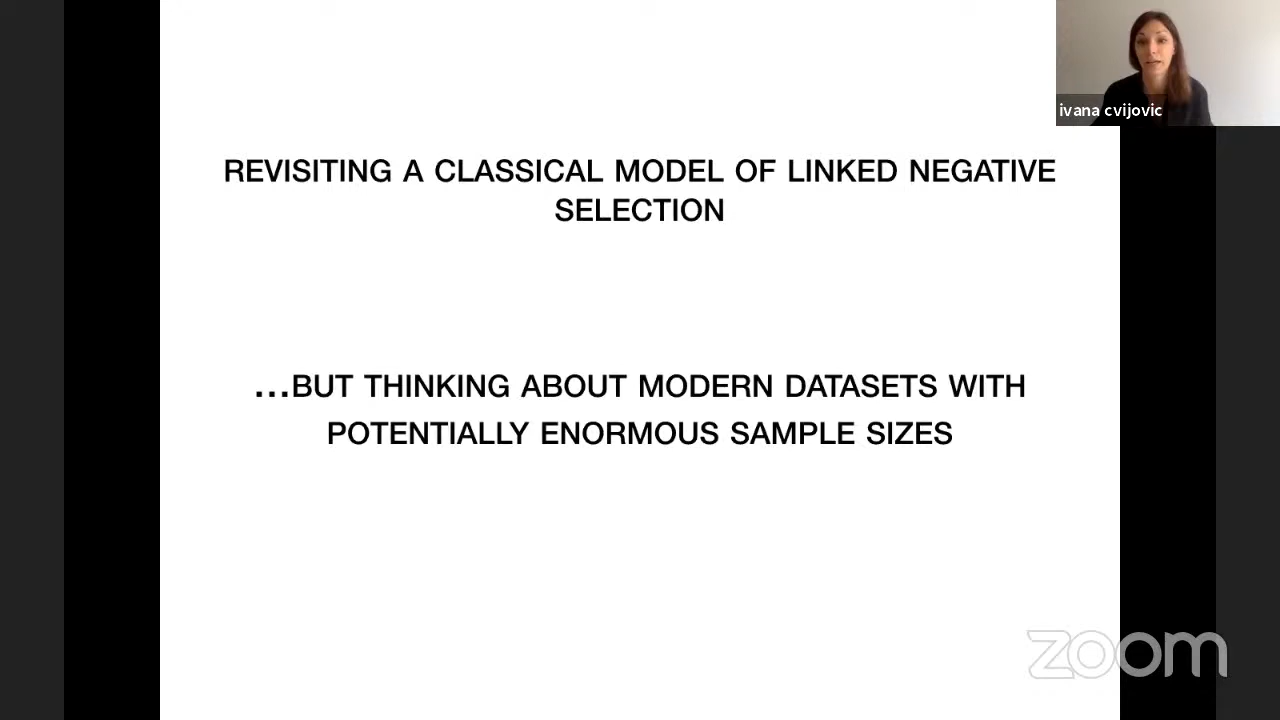 ivana cvijovic
REVISITING A CLASSICAL MODEL OF LINKED NEGATIVE
SELECTION
...BUT THINKING ABOUT MODERN DATASETS WITH
POTENTIALLY ENORMOUS SAMPLE SIZES
zoom